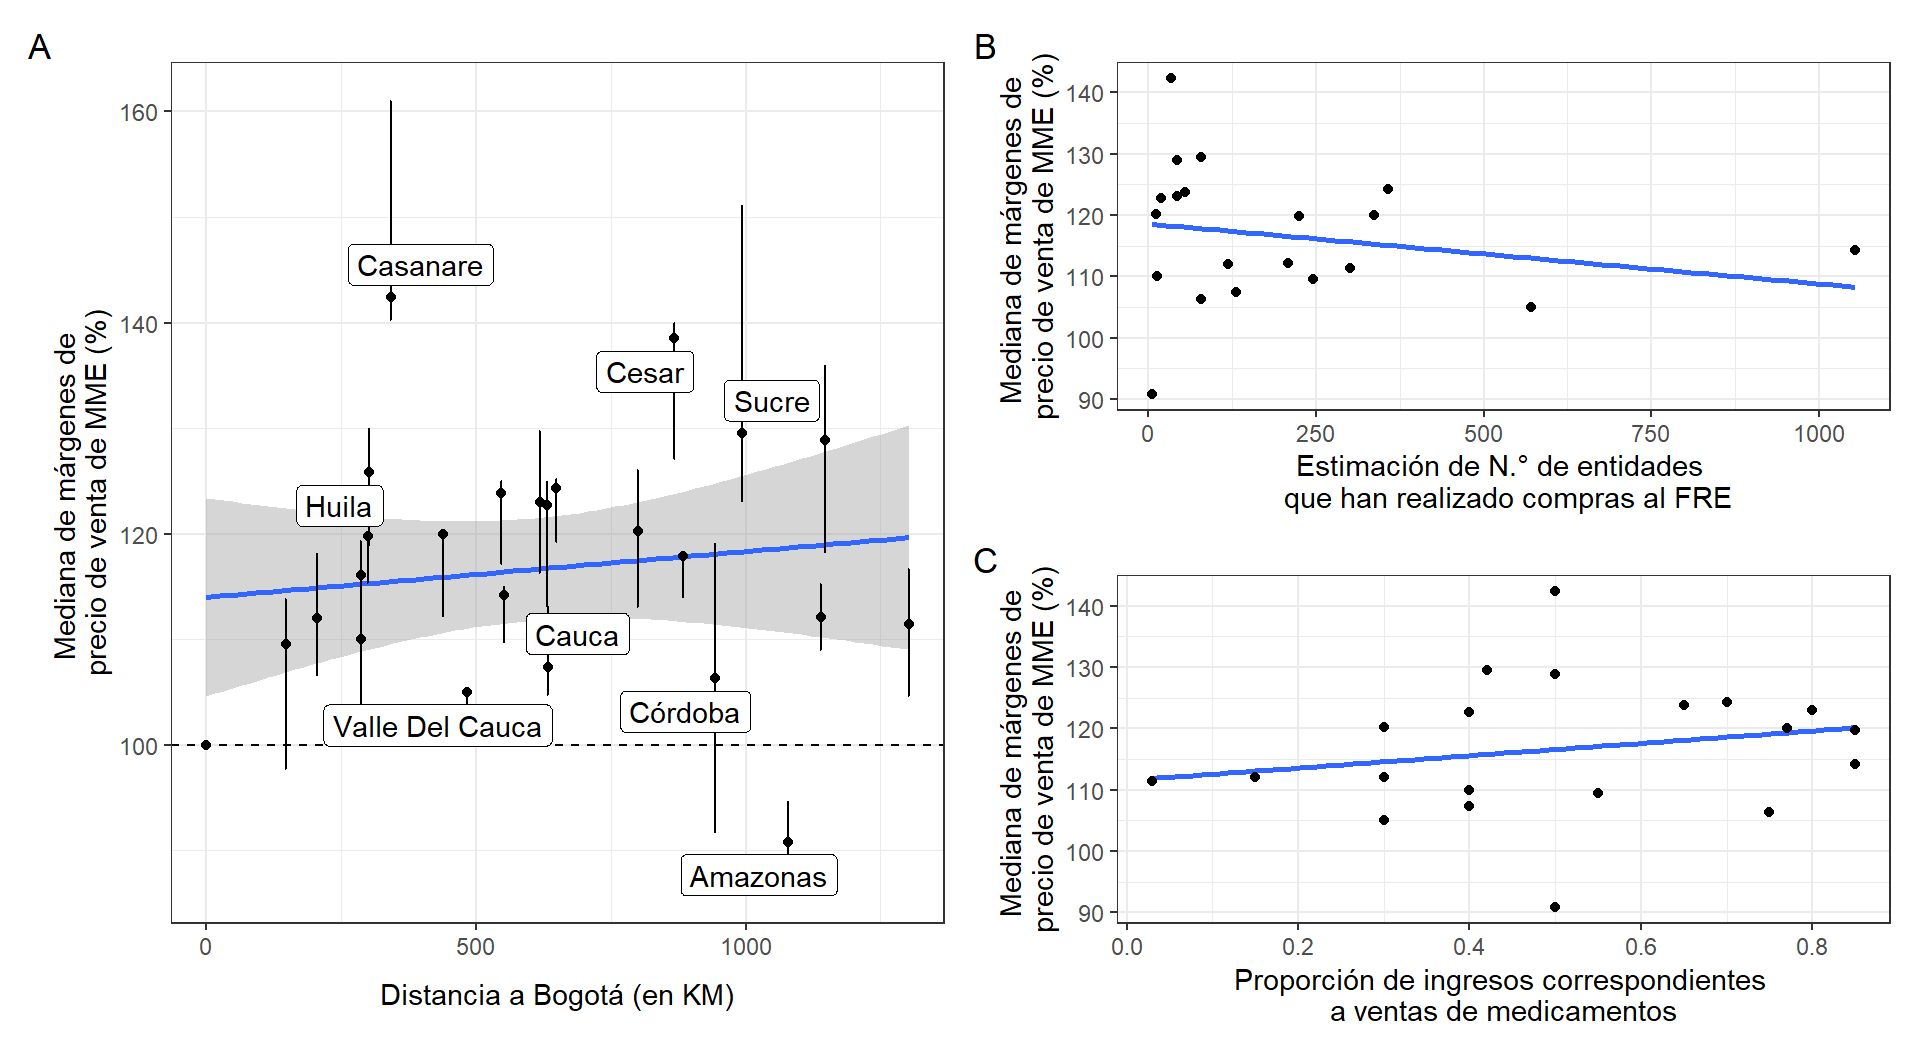 A
Mediana de márgenes de
precio de venta de MME (%)
160
140
120
100
Casanare
Cesar
Sucre
Huila
Cauca
Córdoba
Valle Del Cauca
Amazonas
0
500
1000
Distancia a Bogotá (en KM)
B
Mediana de márgenes de
precio de venta de MME (%)
140
130
120
110
100
90
0
250
500
750
1000
Estimación de N.° de entidades
que han realizado compras al FRE
C
Mediana de márgenes de
precio de venta de MME (%)
140
130
120
110
100
90
0.0
0.2
0.4
0.6
0.8
Proporción de ingresos correspondientes
a ventas de medicamentos